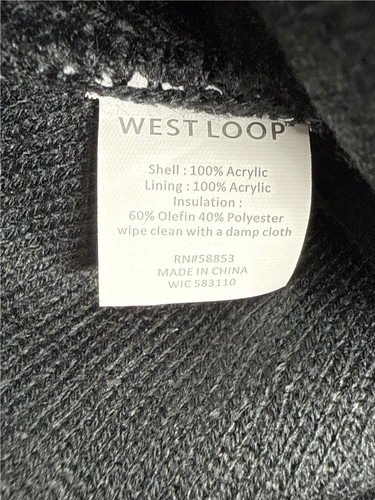 WEST LOOP™
Shell : 100% Acrylic
Lining : 100% Acrylic
Insulation :
60% Olefin 40% Polyester
wipe clean with a damp cloth
RN#58853
MADE IN CHINA
WIC 583110